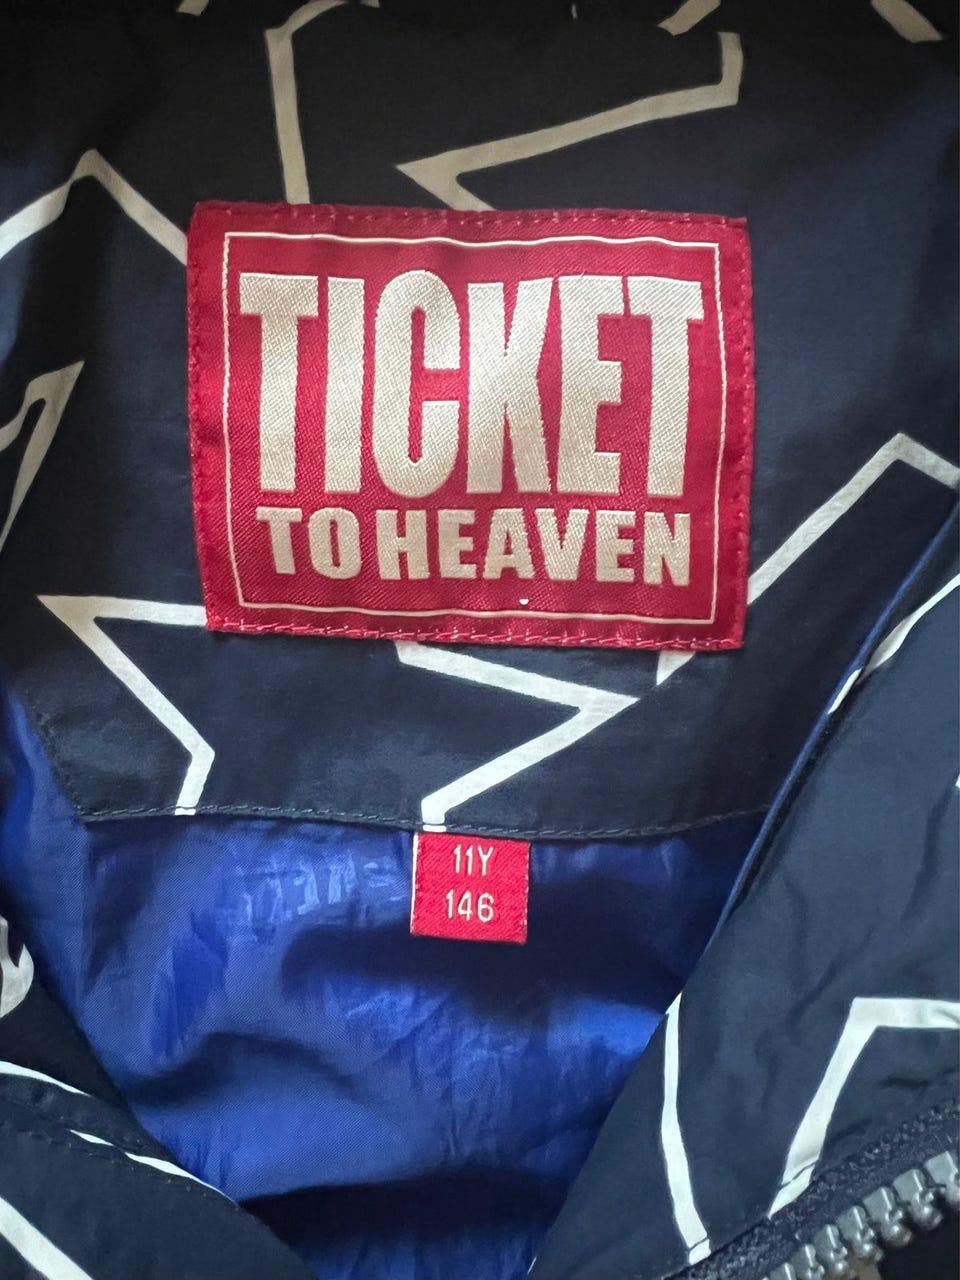 TICKET
TO HEAVEN
11Y
146